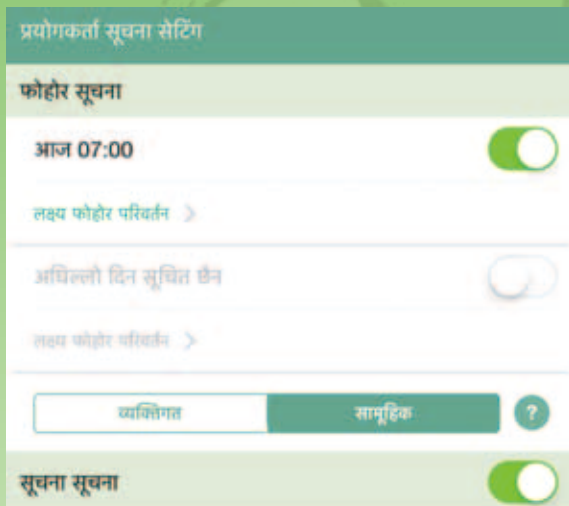 प्रयोगकर्ता सूचना सेटिंग
फोहोर सूचना
आज 07:00
लक्ष्य फोहोर परिवर्तन >
अघिल्लो दिन सूचित छैन
लक्ष्य फोहोर परिवर्तन >
व्यक्तिगत सामूहिक ?
सूचना सूचना